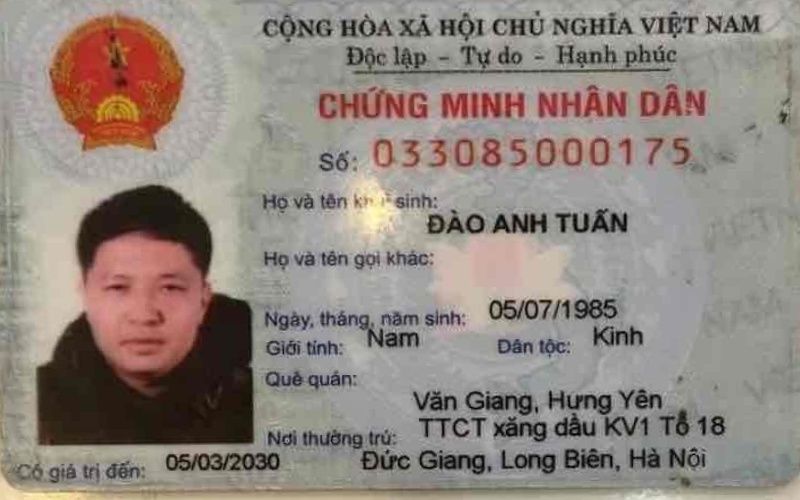 CỘNG HÒA XÃ HỘI CHỦ NGHĨA VIỆT NAM
Độc lập - Tự do - Hạnh phúc
CHỨNG MINH NHÂN DÂN
Số: 033085000175
Họ và tên sinh:
ĐÀO ANH TUẤN
Họ và tên gọi khác:
Ngày, tháng, năm sinh: 05/07/1985
Giới tính: Nam Dân tộc: Kinh
Quê quán:
Văn Giang, Hưng Yên
Nơi thường trú: TTCT xăng dầu KV1 Tổ 18
Có giá trị đến: 05/03/2030 Đức Giang, Long Biên, Hà Nội